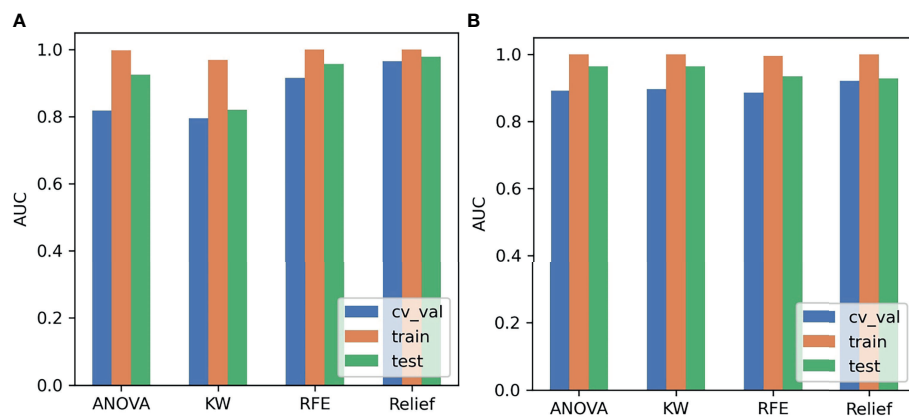 A
AUC
1.0
0.8
0.6
0.4
0.2
0.0
cv_val
train
test
ANOVA KW RFE Relief
B
AUC
1.0
0.8
0.6
0.4
0.2
0.0
cv_val
train
test
ANOVA KW RFE Relief